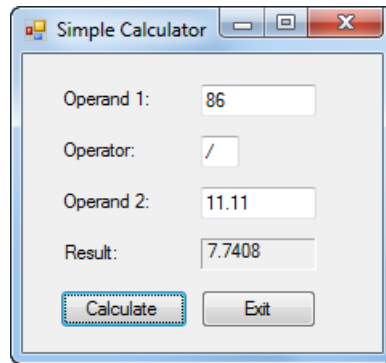 Simple Calculator
Operand 1: 86
Operator: /
Operand 2: 11.11
Result: 7.7408
Calculate Exit